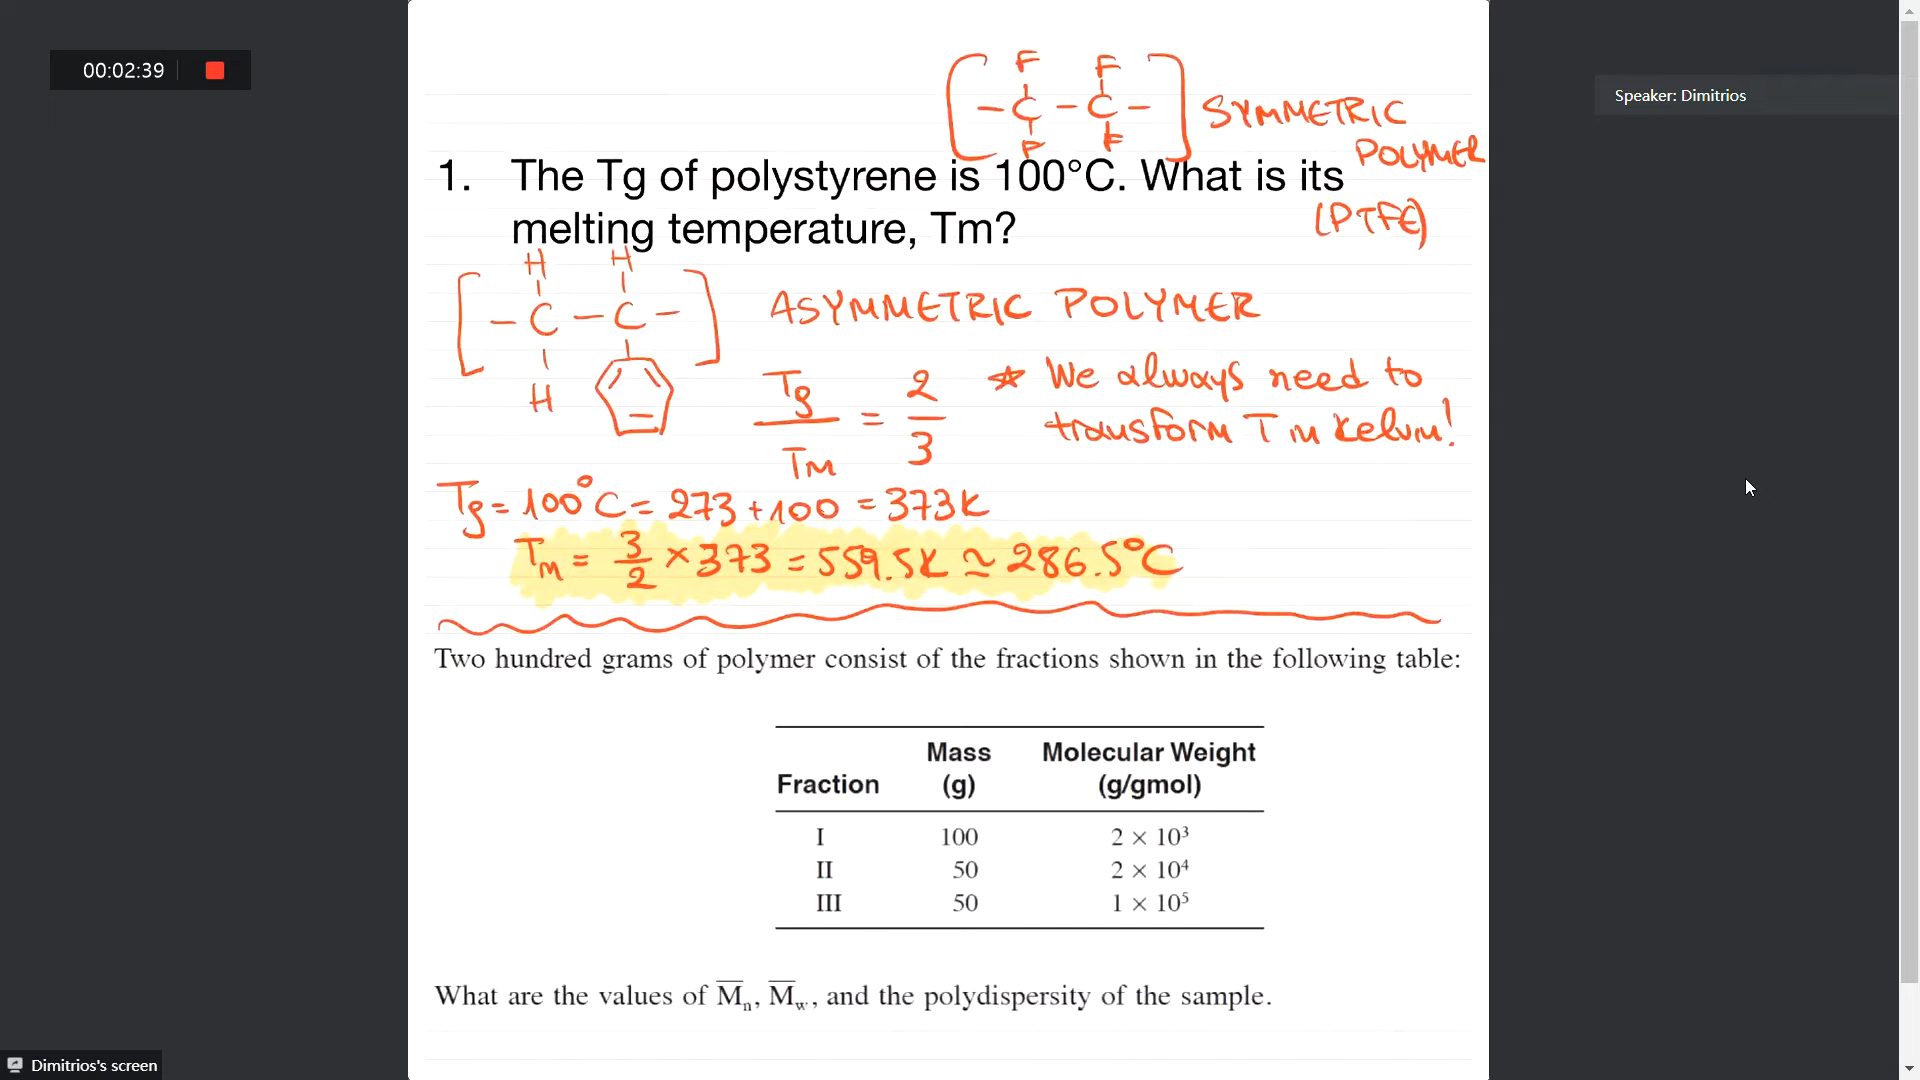 00:02:39
Speaker: Dimitrios
F F
- C - C - SYMMETRIC
F F POLYMER
1. The Tg of polystyrene is 100°C. What is its
(PTFE)
melting temperature, Tm?
H H
- C - C - ASYMMETRIC POLYMER
H
Tg / Tm = 2/3 * We always need to
transform T in Kelvin!
Tg = 100°C = 273 + 100 = 373K
Tm = 3/2 × 373 = 559.5K ≃ 286.5°C
Two hundred grams of polymer consist of the fractions shown in the following table:
Fraction Mass (g) Molecular Weight (g/gmol)
I 100 2 × 10³
II 50 2 × 10⁴
III 50 1 × 10⁵
What are the values of M̅n, M̅w, and the polydispersity of the sample.
Dimitrios's screen